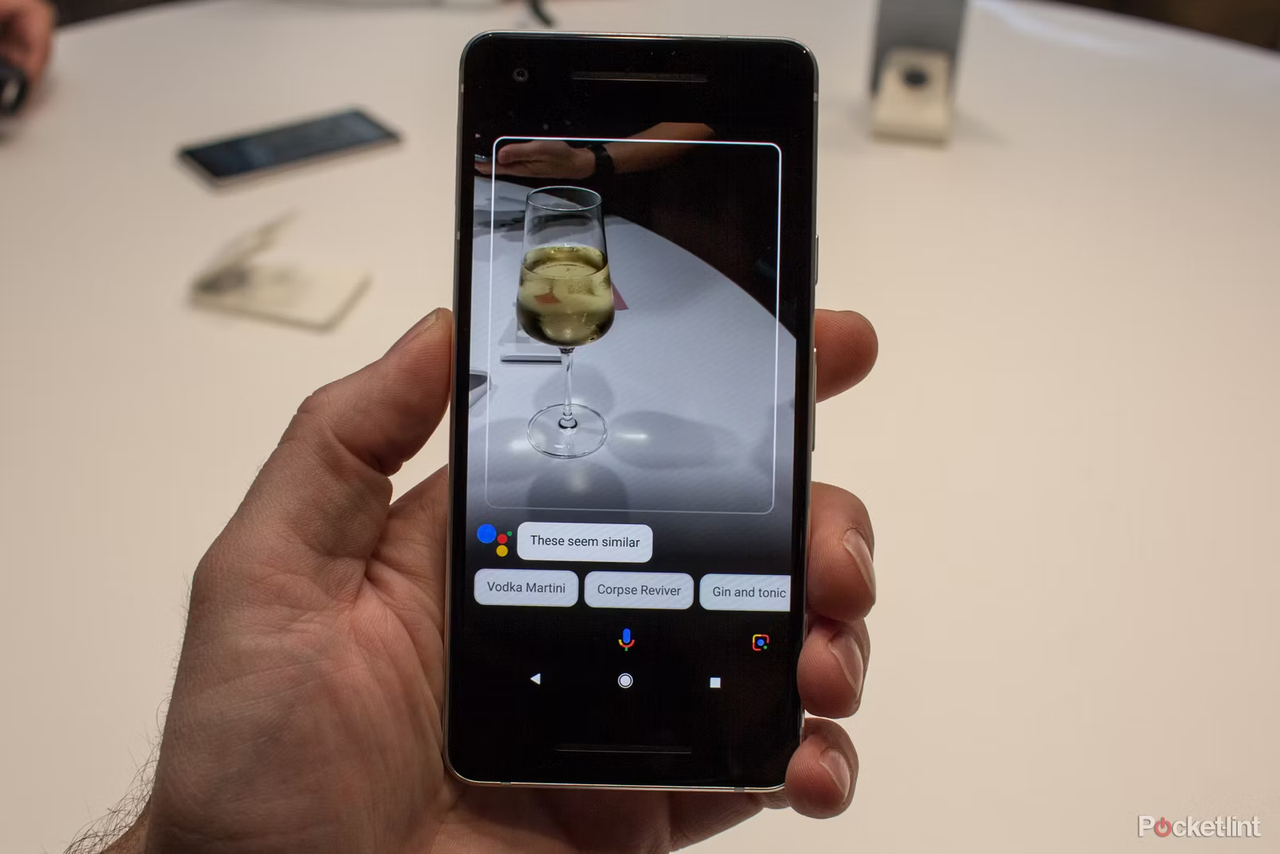 These seem similar
Vodka Martini
Corpse Reviver
Gin and tonic
Pocketlint